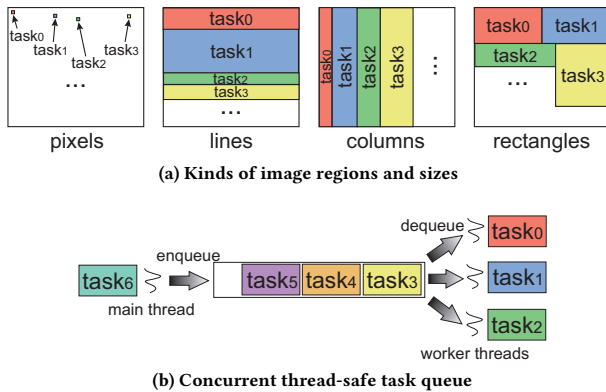 task0
task1
task2
task3
...
pixels
task0
task1
task2
task3
...
lines
task0
task1
task2
task3
...
columns
task0
task1
task2
task3
...
rectangles
(a) Kinds of image regions and sizes
task6
main thread
enqueue
task5
task4
task3
dequeue
task0
task1
task2
worker threads
(b) Concurrent thread-safe task queue